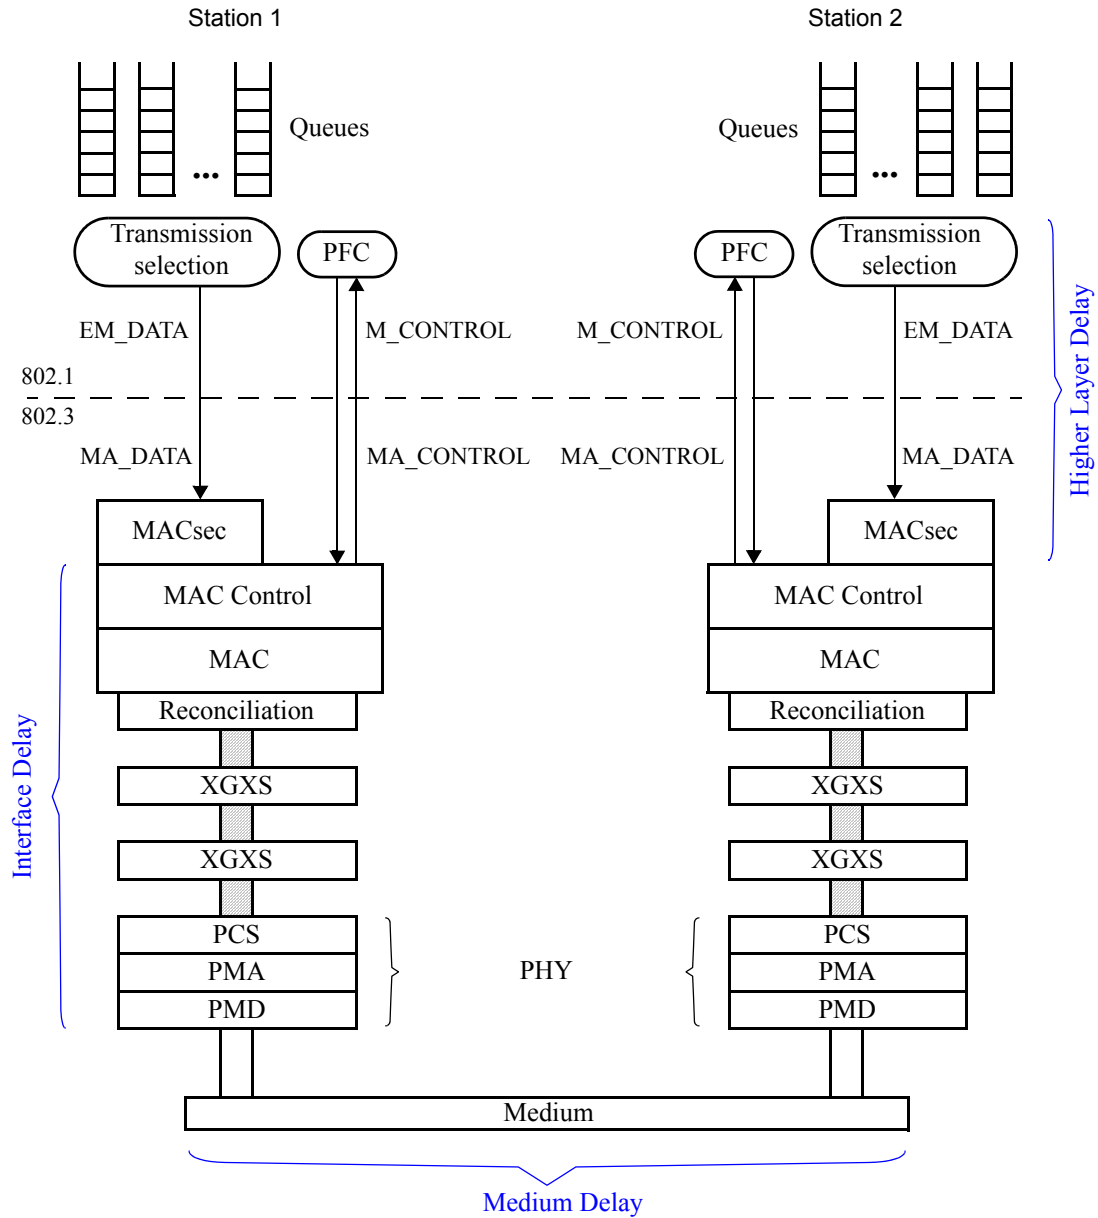 Station 1
Station 2
Queues
Queues
...
...
Transmission
selection
PFC
PFC
Transmission
selection
EM_DATA
M_CONTROL
M_CONTROL
EM_DATA
802.1
802.3
MA_DATA
MA_CONTROL
MA_CONTROL
MA_DATA
Higher Layer Delay
MACsec
MACsec
MAC Control
MAC Control
MAC
MAC
Reconciliation
Reconciliation
Interface Delay
XGXS
XGXS
XGXS
XGXS
PCS
PCS
PMA
PHY
PMA
PMD
PMD
Medium
Medium Delay